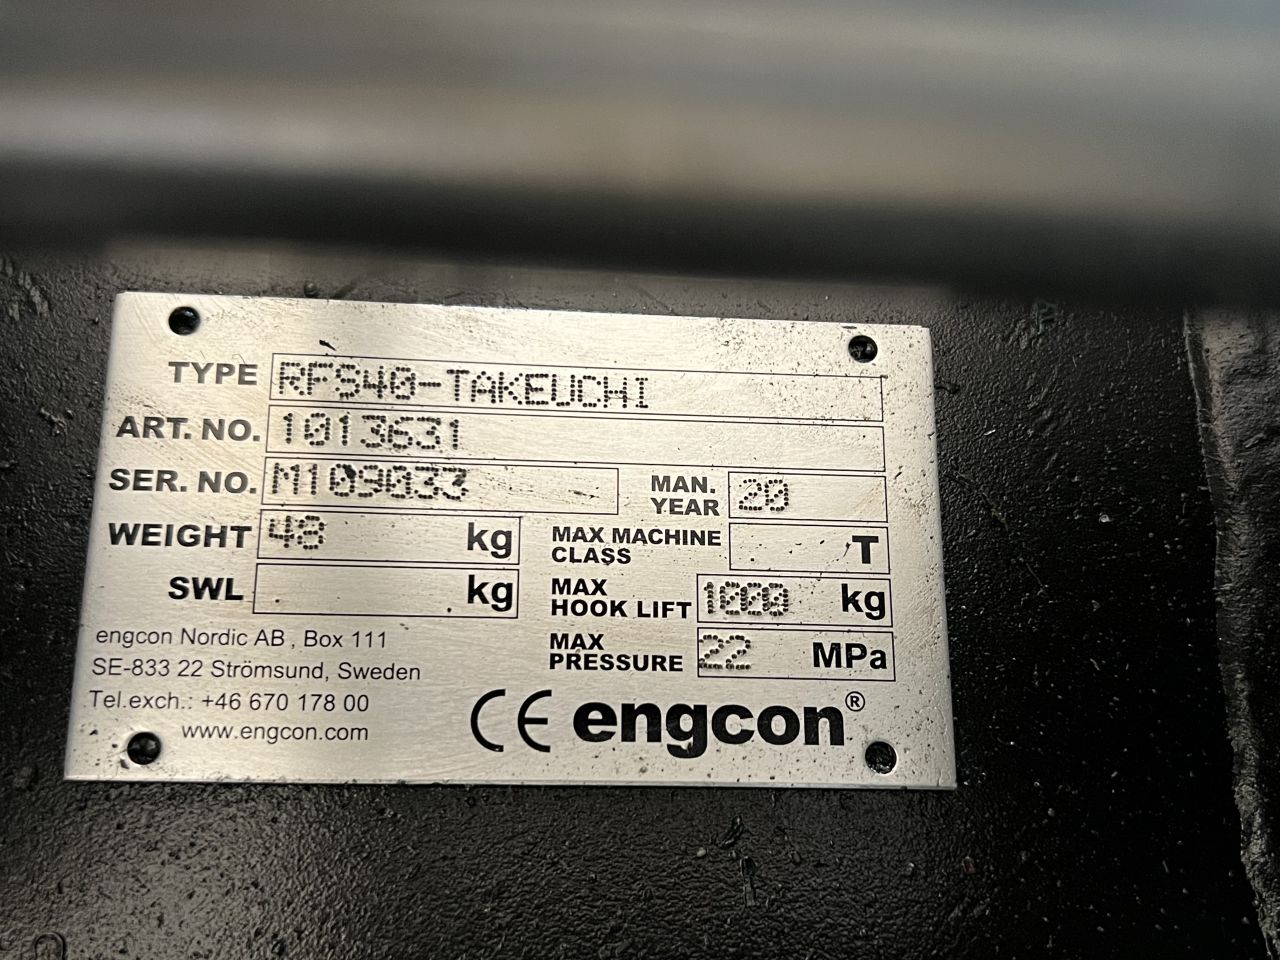 TYPE RFS40-TAKEUCHI
ART. NO. 1013631
SER. NO. M109033 MAN. YEAR 20
WEIGHT 48 kg MAX MACHINE CLASS T
SWL kg MAX HOOK LIFT 1000 kg
MAX PRESSURE 22 MPa
engcon Nordic AB, Box 111
SE-833 22 Strömsund, Sweden
Tel.exch.: +46 670 178 00
www.engcon.com
CE engcon®